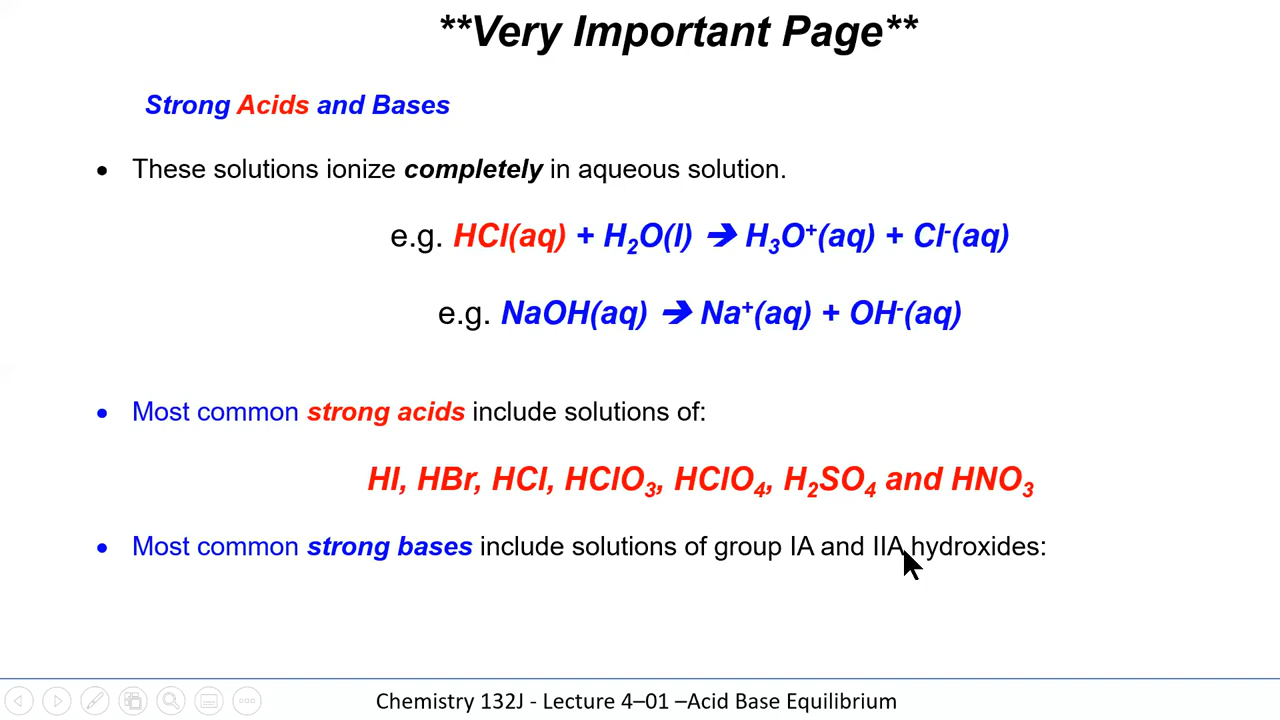 **Very Important Page**
Strong Acids and Bases
• These solutions ionize completely in aqueous solution.
e.g. HCl(aq) + H₂O(l) ➔ H₃O⁺(aq) + Cl⁻(aq)
e.g. NaOH(aq) ➔ Na⁺(aq) + OH⁻(aq)
• Most common strong acids include solutions of:
HI, HBr, HCl, HClO₃, HClO₄, H₂SO₄ and HNO₃
• Most common strong bases include solutions of group IA and IIA hydroxides:
Chemistry 132J - Lecture 4–01 –Acid Base Equilibrium